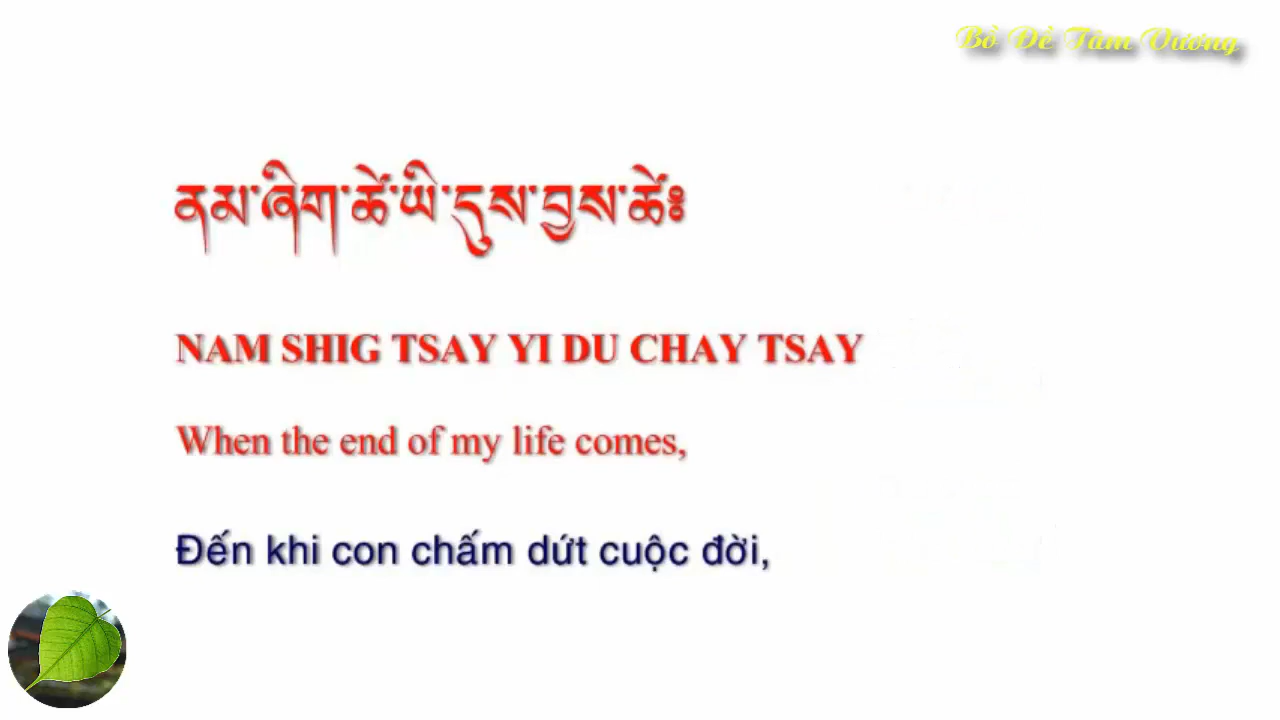 Bồ Đề Tâm Vương
ནམ་ཞིག་ཚེ་ཡི་དུས་བྱས་ཚེ༔
NAM SHIG TSAY YI DU CHAY TSAY
When the end of my life comes,
Đến khi con chấm dứt cuộc đời,